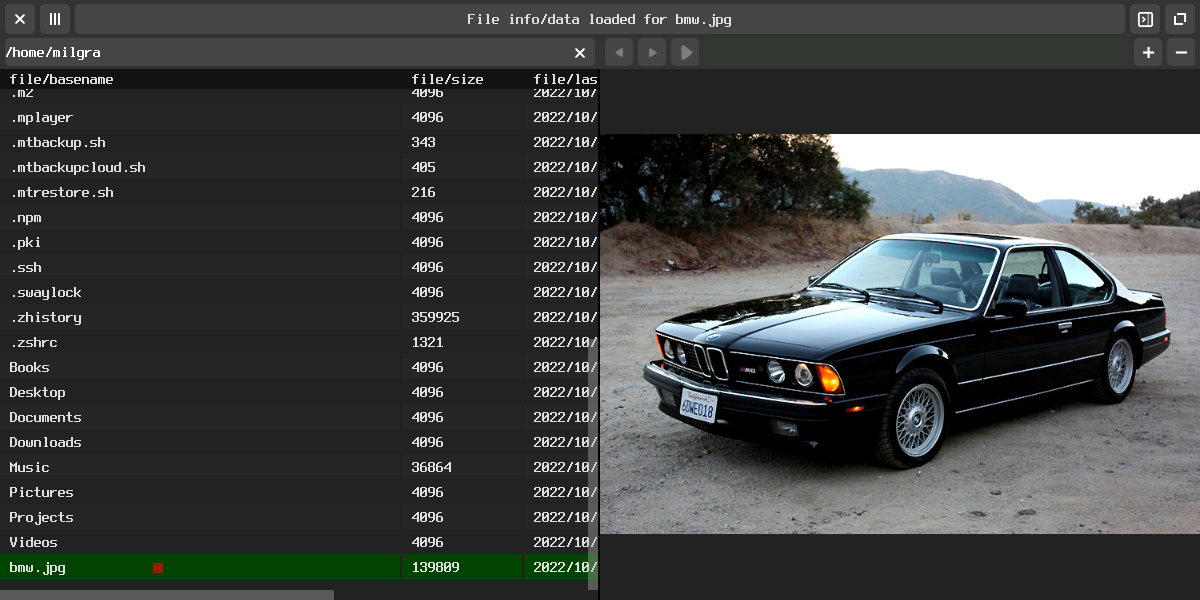 File info/data loaded for bmw.jpg
/home/milgra
file/basename file/size file/las
.m2 4096 2022/10/
.mplayer 4096 2022/10/
.mtbackup.sh 343 2022/10/
.mtbackupcloud.sh 405 2022/10/
.mtrestore.sh 216 2022/10/
.npm 4096 2022/10/
.pki 4096 2022/10/
.ssh 4096 2022/10/
.swaylock 4096 2022/10/
.zhistory 359925 2022/10/
.zshrc 1321 2022/10/
Books 4096 2022/10/
Desktop 4096 2022/10/
Documents 4096 2022/10/
Downloads 4096 2022/10/
Music 36864 2022/10/
Pictures 4096 2022/10/
Projects 4096 2022/10/
Videos 4096 2022/10/
bmw.jpg 139809 2022/10/
California
6DWE018